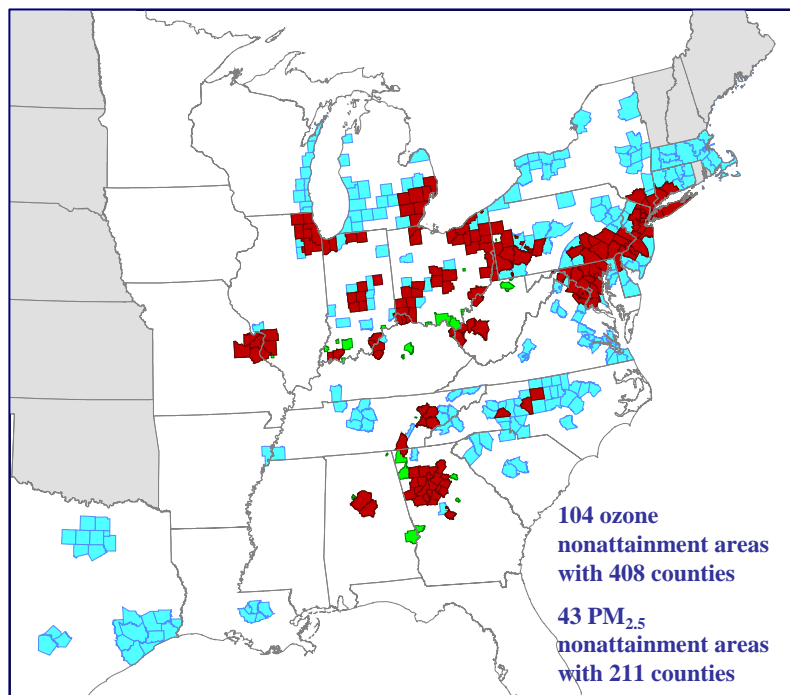 104 ozone
nonattainment areas
with 408 counties
43 PM2.5
nonattainment areas
with 211 counties